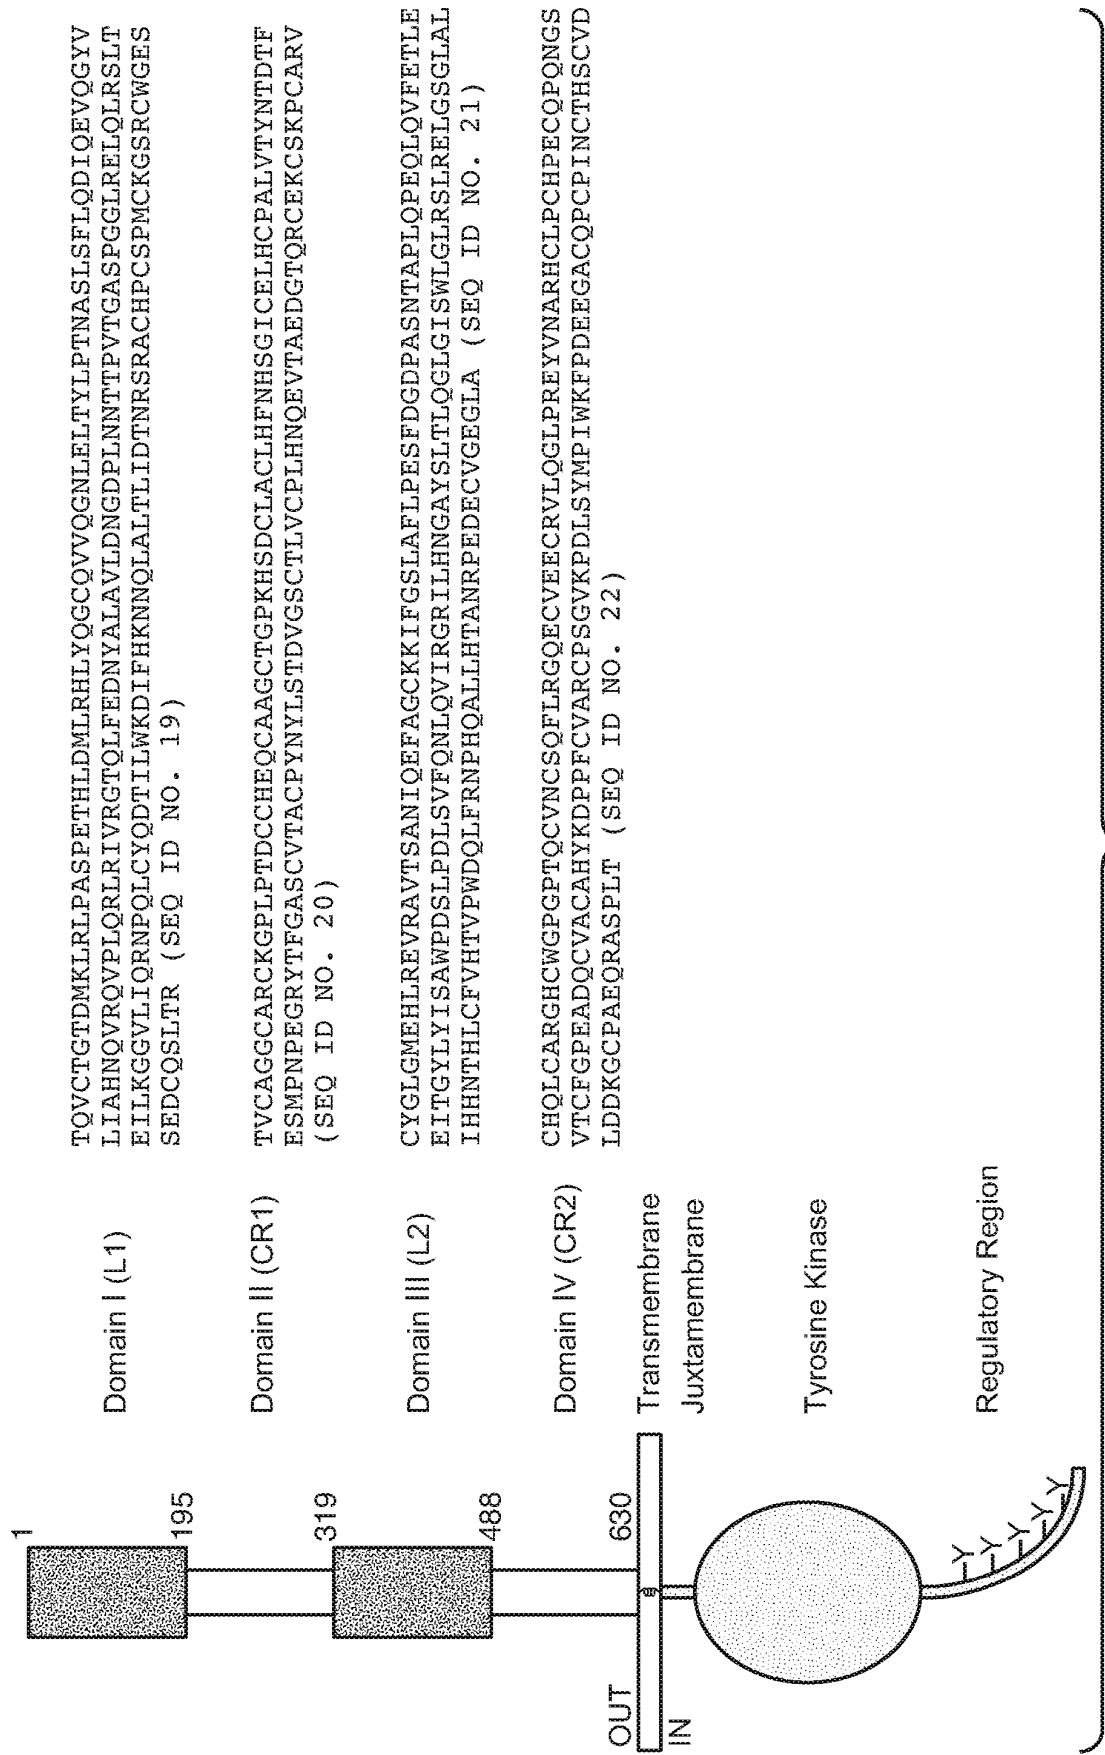 1
195
319
488
630
OUT
IN
Y
Y
Y
Y
Y
Domain I (L1)
TQVCTGTDMKLRLPASPETHLDMLRHLYQGCQVVQGNLELTYLPTNASLSFLQDIQEVQGYV
LIAHNQVRQVPLQRLRIVRGTQLFEDNYALAVLDNGDPLNNTTPVTGASPGGLRELQLRSLT
EILKGGVLIQRNPQLCYQDTILWKDIFHKNNQLALTLIDTNRSRACHPCSPMCKGSRCWGES
SEDCQSLTR (SEQ ID NO. 19)
Domain II (CR1)
TVCAGGCARCKGPLPTDCCHEQCAAGCTGPKHSDCLACLHFNHSGICELHCPALVTYNTDTF
ESMPNPEGRYTFGASCVTACPYNYLSTDVGSCTLVCPLHNQEVTAEDGTQRCEKCSKPCARV
(SEQ ID NO. 20)
Domain III (L2)
CYGLGMEHLREVRAVTSANIQEFAGCKKIFGSLAFLPESFDGDPASNTAPLQPEQLQVFETLE
EITGYLYISAWPDSLPDLSVFQNLQVIRGRILHNGAYSLTLQGLGISWLGLRSLRELGSGLAL
IHHNTHLCFVHTVPWDQLFRNPHQALLHTANRPEDECVGEGLA (SEQ ID NO. 21)
Domain IV (CR2)
CHQLCARGHCWGPGPTQCVNCSQFLRGQECVEECRVLQGLPREYVNARHCLPCHPECQPQNGS
VTCFGPEADQCVACAHYKDPPFCVARCPSGVKPDLSYMPIWKFPDEEGACQPCPINCTHSCVD
LDDKGCPAEQRASPLT (SEQ ID NO. 22)
Transmembrane
Juxtamembrane
Tyrosine Kinase
Regulatory Region